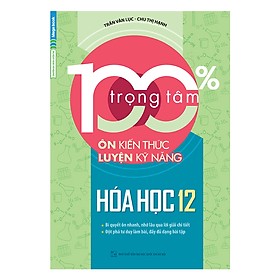 TRẦN VĂN LỤC - CHU THỊ HẠNH
100%
trọng tâm
ÔN KIẾN THỨC
LUYỆN KỸ NĂNG
HÓA HỌC 12
Bí quyết ôn nhanh, nhớ lâu qua lời giải chi tiết
Đột phá tư duy làm bài, đầy đủ dạng bài tập